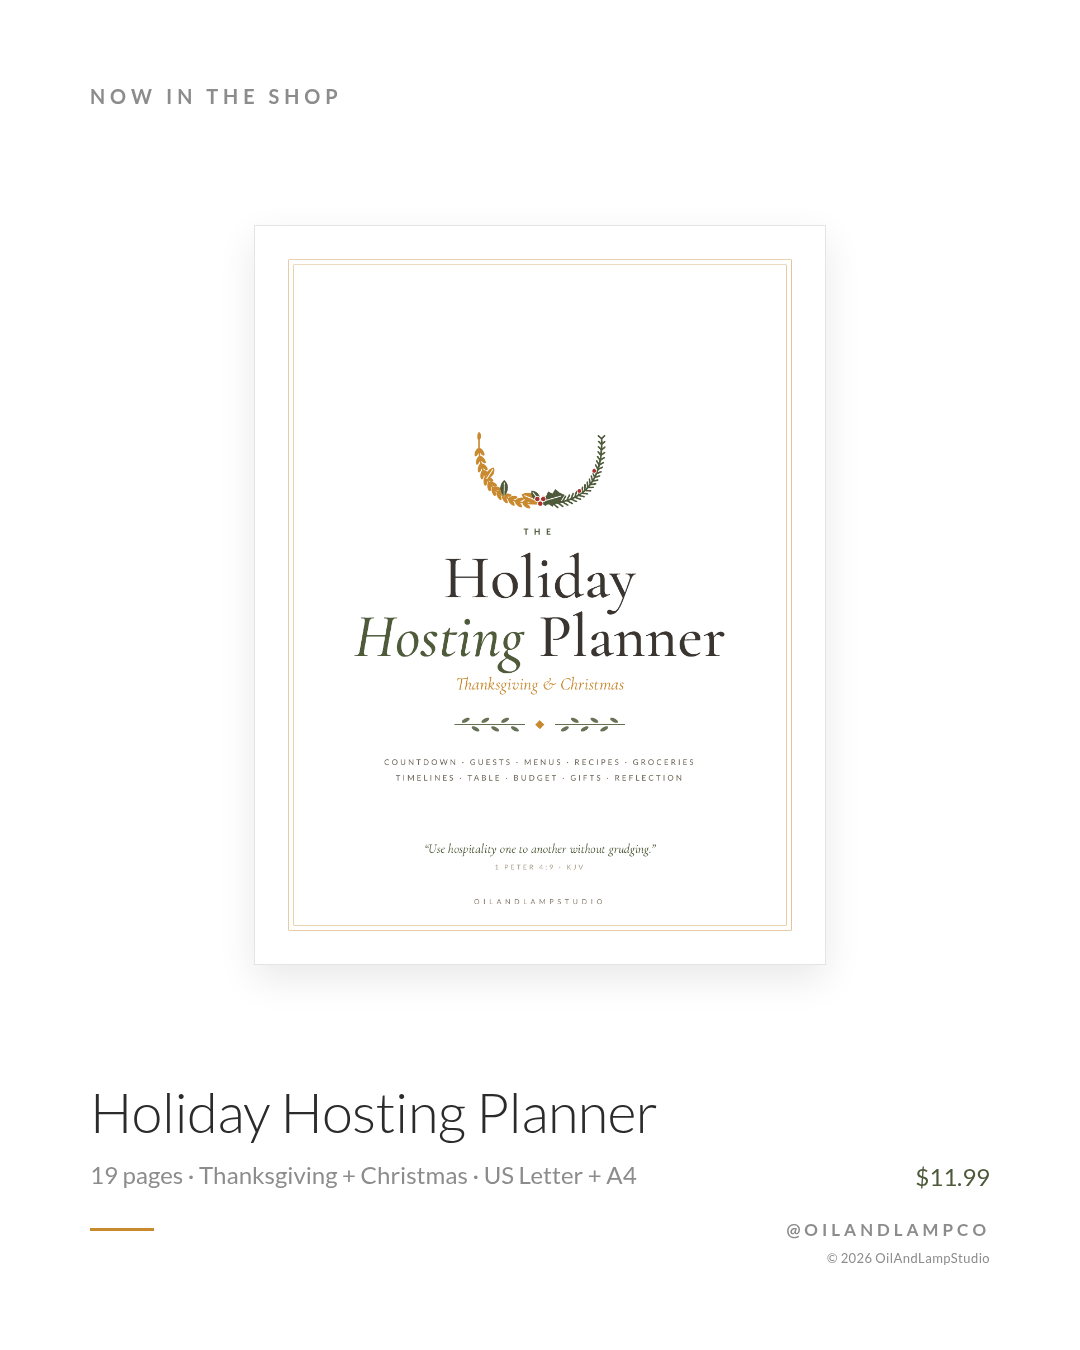 NOW IN THE SHOP
THE
Holiday
Hosting Planner
Thanksgiving & Christmas
COUNTDOWN · GUESTS · MENUS · RECIPES · GROCERIES
TIMELINES · TABLE · BUDGET · GIFTS · REFLECTION
“Use hospitality one to another without grudging.”
1 PETER 4:9 · KJV
OILANDLAMPSTUDIO
Holiday Hosting Planner
19 pages · Thanksgiving + Christmas · US Letter + A4
$11.99
@OILANDLAMPCO
© 2026 OilAndLampStudio